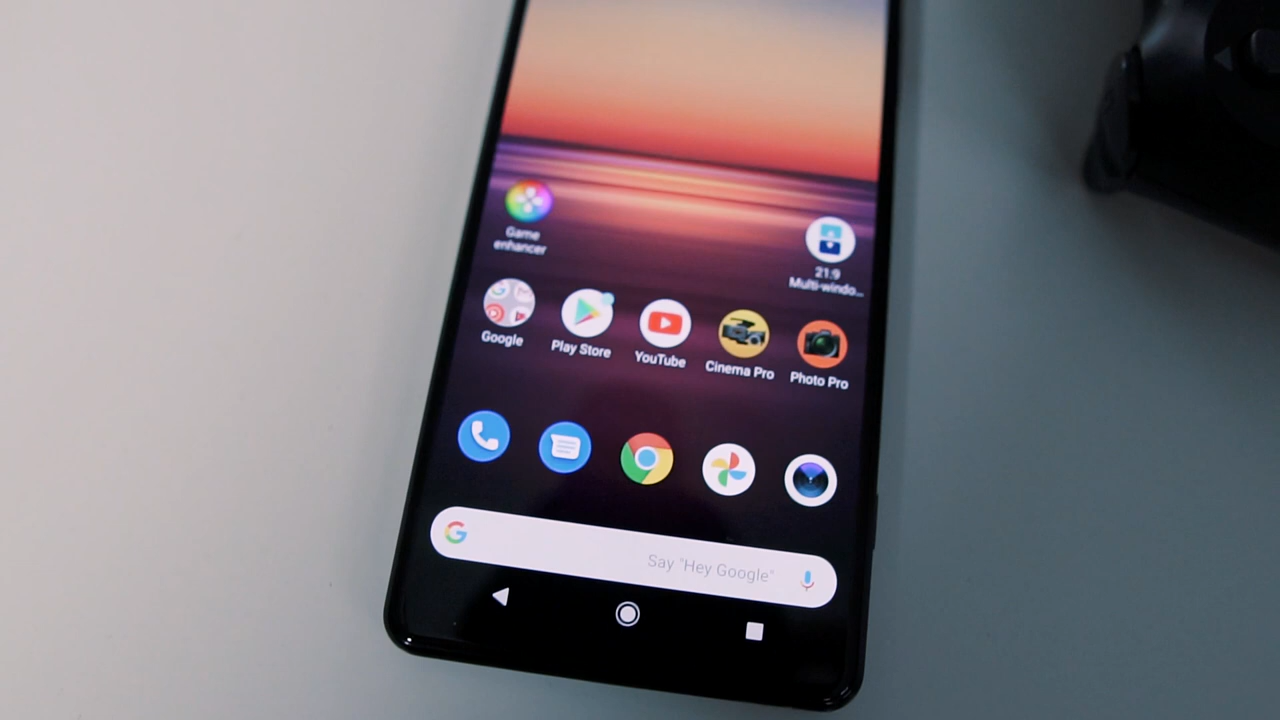 Game
enhancer
21:9
Multi-windo...
Google
Play Store
YouTube
Cinema Pro
Photo Pro
G
Say "Hey Google"